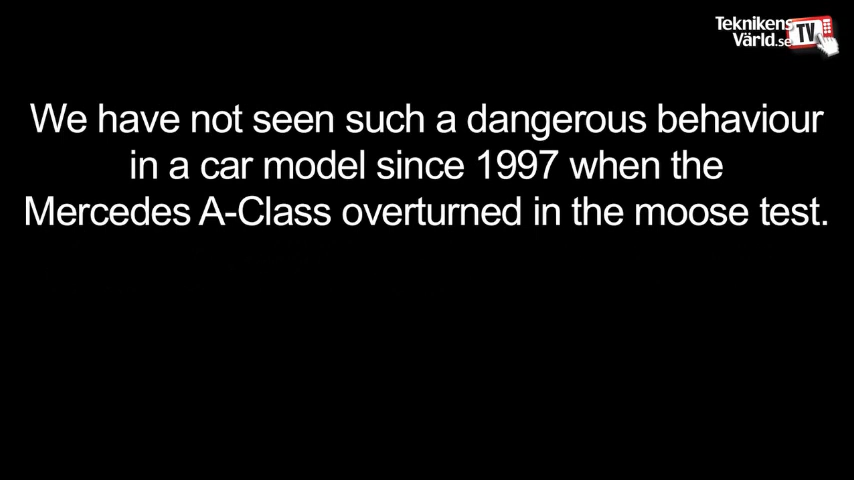 Teknikens
Värld.se TV
We have not seen such a dangerous behaviour
in a car model since 1997 when the
Mercedes A-Class overturned in the moose test.